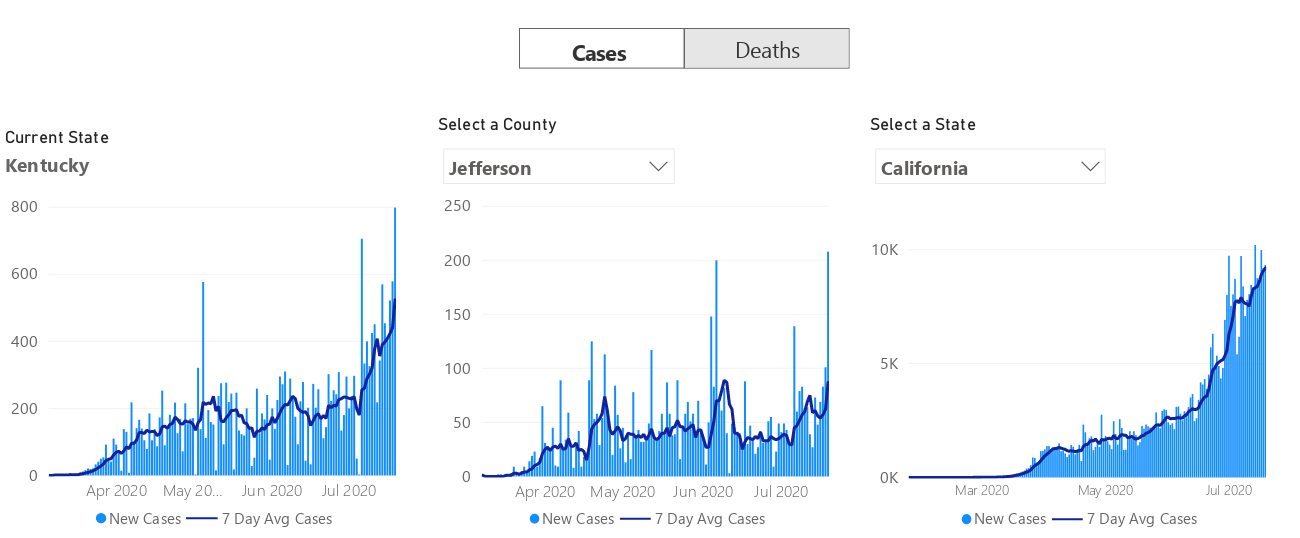 Cases Deaths
Current State
Kentucky
800
600
400
200
0
Apr 2020 May 20... Jun 2020 Jul 2020
New Cases 7 Day Avg Cases
Select a County
Jefferson
250
200
150
100
50
0
Apr 2020 May 2020 Jun 2020 Jul 2020
New Cases 7 Day Avg Cases
Select a State
California
10K
5K
0K
Mar 2020 May 2020 Jul 2020
New Cases 7 Day Avg Cases